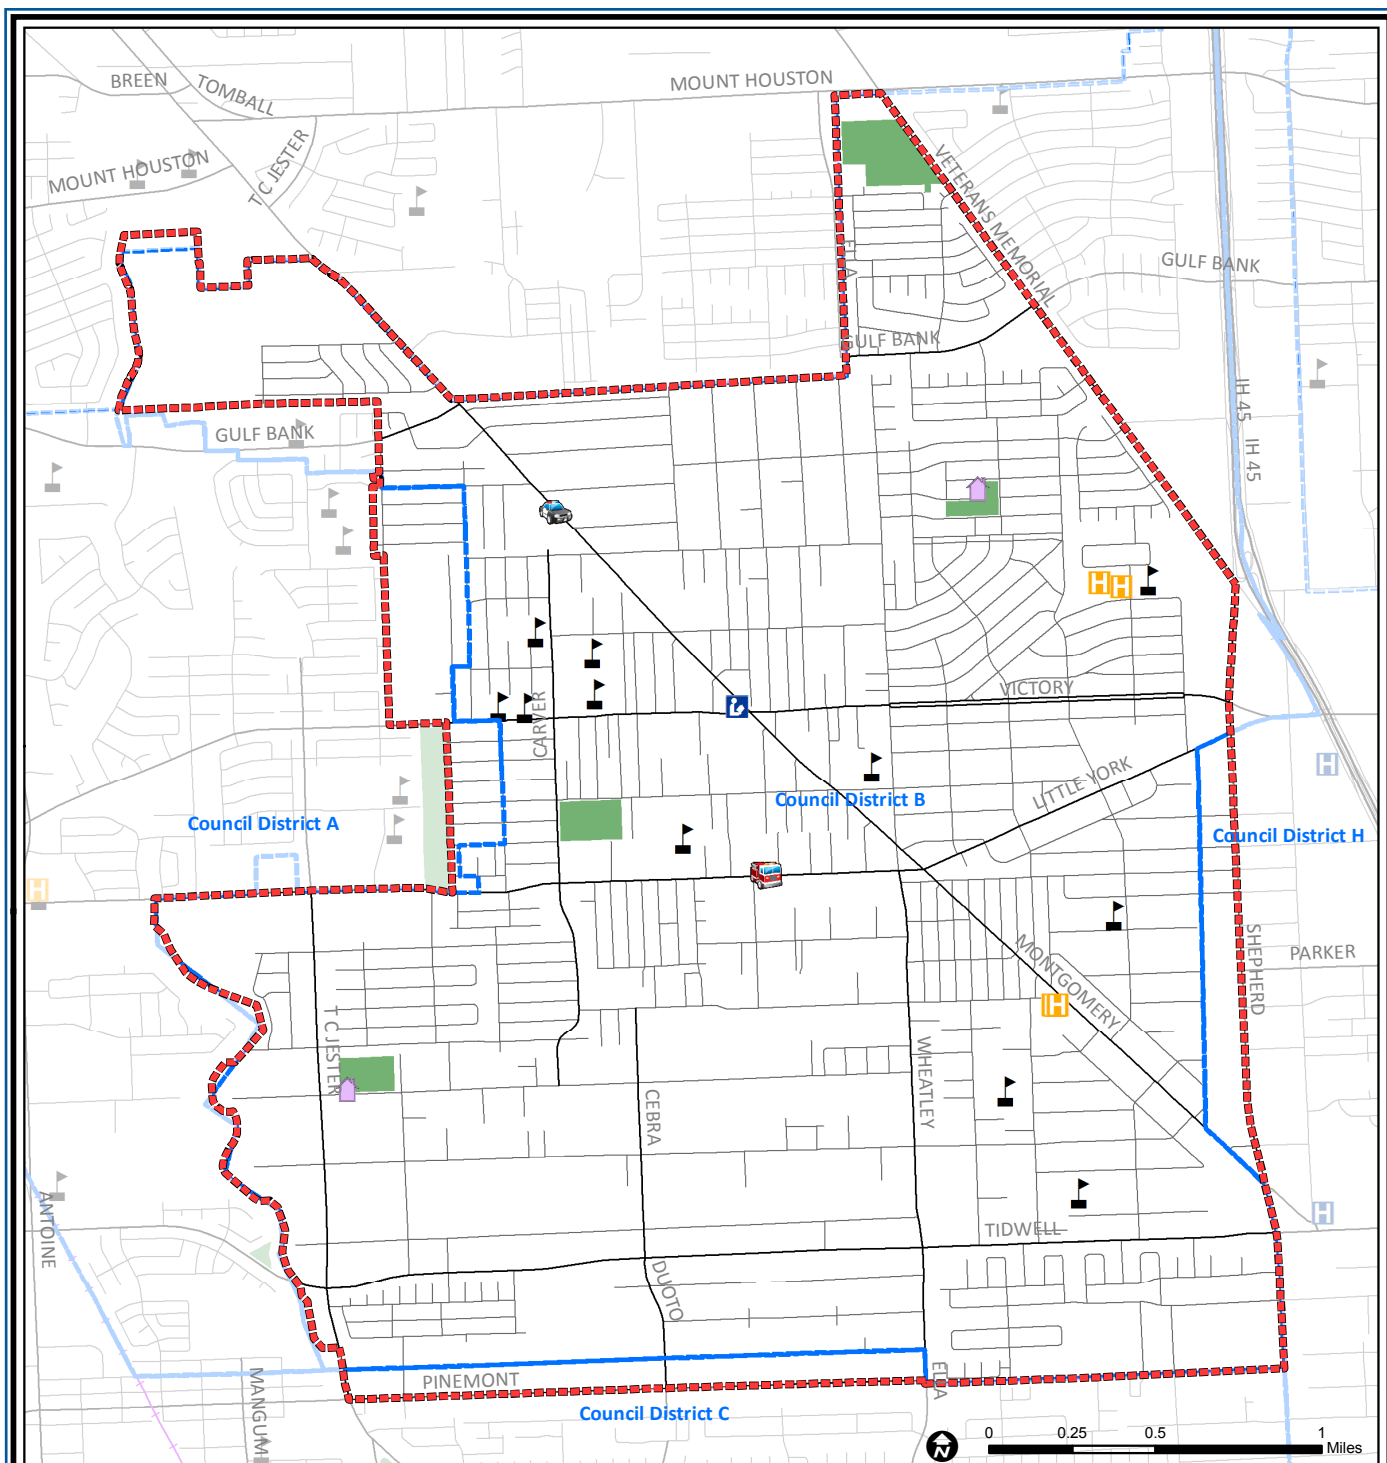 MOUNT HOUSTON
BREEN
TOMBALL
T C JESTER
MOUNT HOUSTON
VETERANS MEMORIAL
ELLA
GULF BANK
GULF BANK
IH 45
IH 45
GULF BANK
VICTORY
CARVER
LITTLE YORK
Council District B
Council District A
Council District H
SHEPHERD
PARKER
MONTGOMERY
T C JESTER
WHEATLEY
CEBRA
ANTOINE
TIDWELL
DUOTO
MANGUM
PINEMONT
ELLA
Council District C
N
0 0.25 0.5 1
Miles
H
H
H
H
H
H